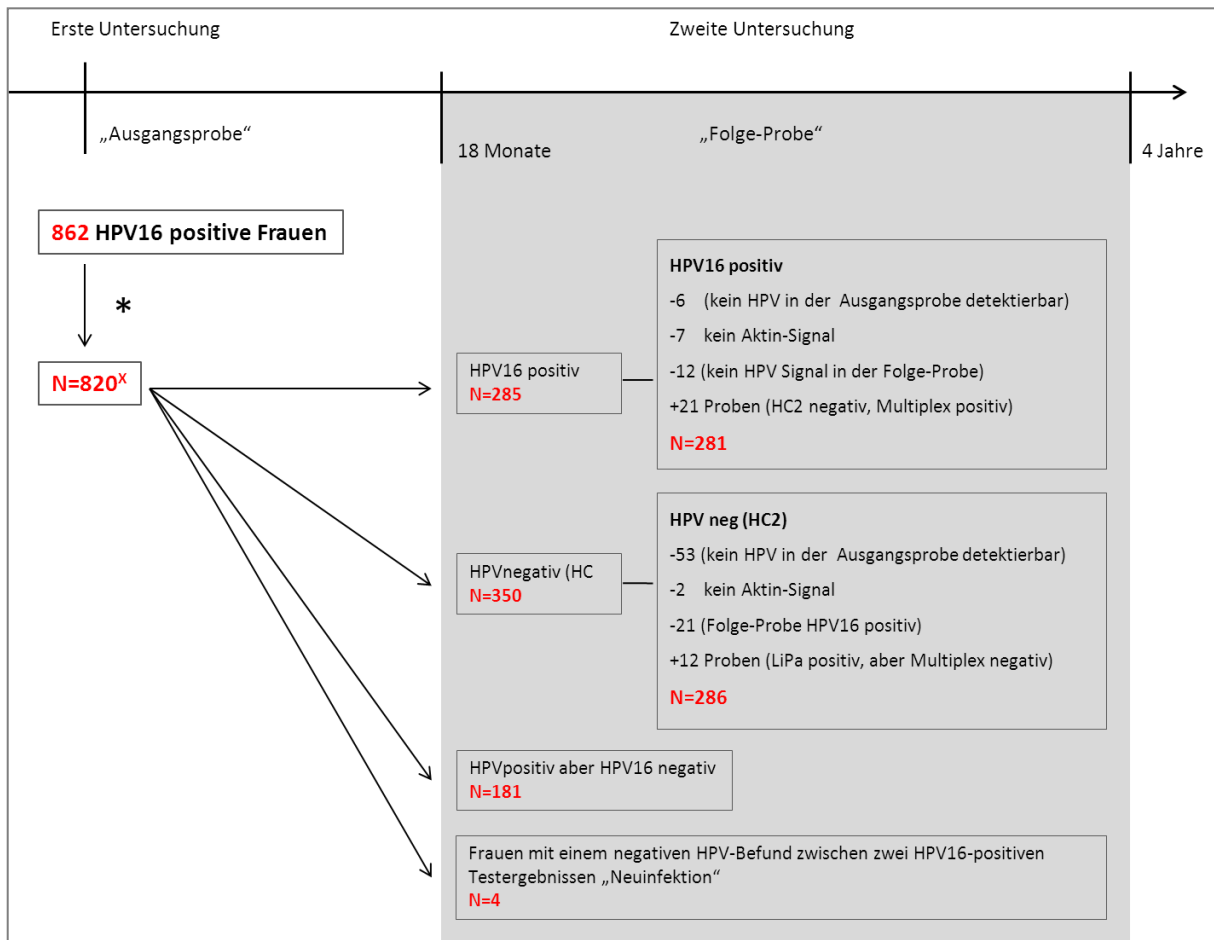 Erste Untersuchung
Zweite Untersuchung
„Ausgangsprobe“
18 Monate
„Folge-Probe“
4 Jahre
862 HPV16 positive Frauen
*
N=820ˣ
HPV16 positiv
N=285
HPV16 positiv
-6 (kein HPV in der Ausgangsprobe detektierbar)
-7 kein Aktin-Signal
-12 (kein HPV Signal in der Folge-Probe)
+21 Proben (HC2 negativ, Multiplex positiv)
N=281
HPVnegativ (HC
N=350
HPV neg (HC2)
-53 (kein HPV in der Ausgangsprobe detektierbar)
-2 kein Aktin-Signal
-21 (Folge-Probe HPV16 positiv)
+12 Proben (LiPa positiv, aber Multiplex negativ)
N=286
HPVpositiv aber HPV16 negativ
N=181
Frauen mit einem negativen HPV-Befund zwischen zwei HPV16-positiven
Testergebnissen „Neuinfektion“
N=4